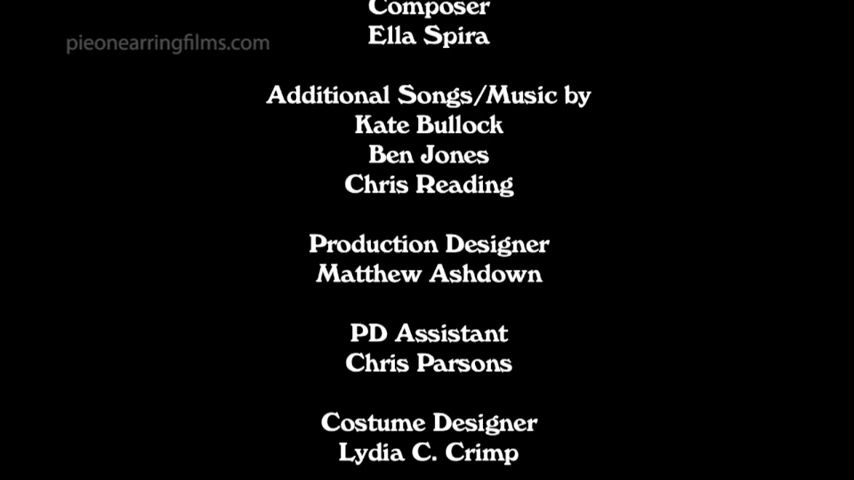 Composer
pieonearringfilms.com
Ella Spira
Additional Songs/Music by
Kate Bullock
Ben Jones
Chris Reading
Production Designer
Matthew Ashdown
PD Assistant
Chris Parsons
Costume Designer
Lydia C. Crimp